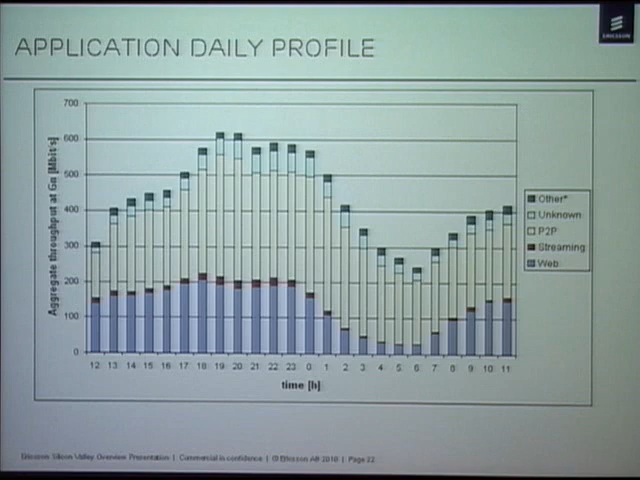 ERICSSON
APPLICATION DAILY PROFILE
Aggregate throughput at Gn [Mbit/s]
700
600
500
400
300
200
100
0
12 13 14 15 16 17 18 19 20 21 22 23 0 1 2 3 4 5 6 7 8 9 10 11
time [h]
Other*
Unknown
P2P
Streaming
Web
Ericsson Silicon Valley Overview Presentation | Commercial in confidence | © Ericsson AB 2010 | Page 22